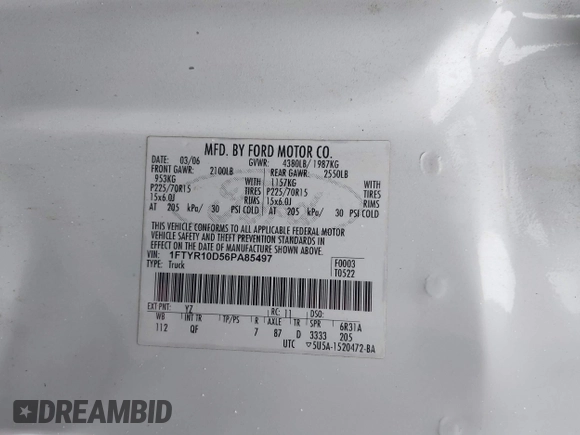 MFD. BY FORD MOTOR CO.
DATE: 03/06 GVWR: 4380LB/ 1987KG
FRONT GAWR: 2100LB REAR GAWR: 2550LB
953KG WITH 1157KG WITH
P225/70R15 TIRES P225/70R15 TIRES
15x6.0J RIMS 15x6.0J RIMS
AT 205 kPa/ 30 PSI COLD AT 205 kPa/ 30 PSI COLD
THIS VEHICLE CONFORMS TO ALL APPLICABLE FEDERAL MOTOR
VEHICLE SAFETY AND THEFT PREVENTION STANDARDS IN
EFFECT ON THE DATE OF MANUFACTURE SHOWN ABOVE.
VIN: 1FTYR10D56PA85497 F0003
TYPE: Truck T0522
EXT PNT: YZ RC: 11 DSO:
WB INT TR TP/PS R AXLE TR SPR 6R31A
112 QF 7 87 D 3333 205
UTC ▽5U5A-1520472-BA
DREAMBID